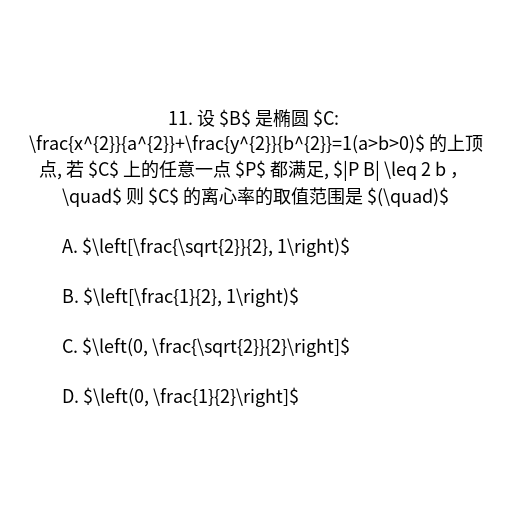 11. 设 $B$ 是椭圆 $C:
\frac{x^{2}}{a^{2}}+\frac{y^{2}}{b^{2}}=1(a>b>0)$ 的上顶
点, 若 $C$ 上的任意一点 $P$ 都满足, $|P B| \leq 2 b ，
\quad$ 则 $C$ 的离心率的取值范围是 $(\quad)$
A. $\left[\frac{\sqrt{2}}{2}, 1\right)$
B. $\left[\frac{1}{2}, 1\right)$
C. $\left(0, \frac{\sqrt{2}}{2}\right]$
D. $\left(0, \frac{1}{2}\right]$